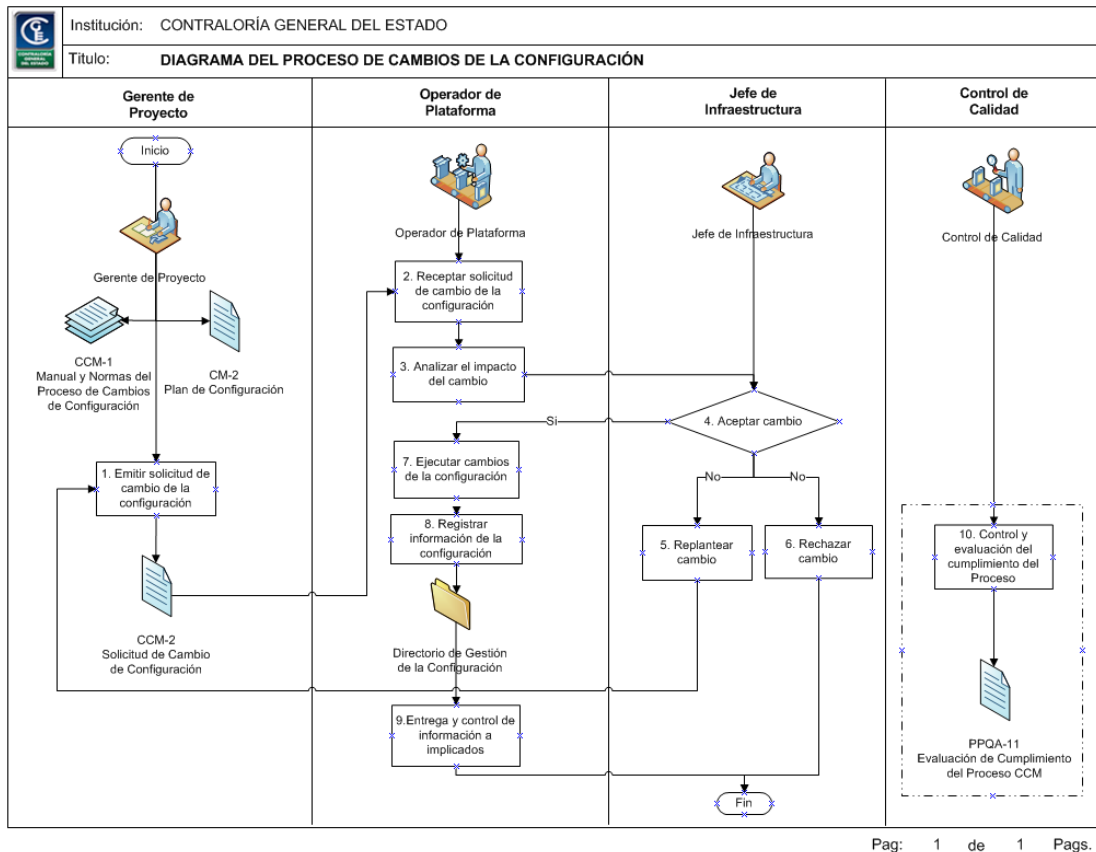 Institución: CONTRALORÍA GENERAL DEL ESTADO
CONTRALORÍA
GENERAL
DEL ESTADO
Título: DIAGRAMA DEL PROCESO DE CAMBIOS DE LA CONFIGURACIÓN
Gerente de
Proyecto
Operador de
Plataforma
Jefe de
Infraestructura
Control de
Calidad
Inicio
Gerente de Proyecto
CCM-1
Manual y Normas del
Proceso de Cambios
de Configuración
CM-2
Plan de Configuración
1. Emitir solicitud de
cambio de la
configuración
CCM-2
Solicitud de Cambio
de Configuración
Operador de Plataforma
2. Receptar solicitud
de cambio de la
configuración
3. Analizar el impacto
del cambio
Si
7. Ejecutar cambios
de la configuración
8. Registrar
información de la
configuración
Directorio de Gestión
de la Configuración
9.Entrega y control de
información a
implicados
Jefe de Infraestructura
4. Aceptar cambio
No
No
5. Replantear
cambio
6. Rechazar
cambio
Fin
Control de Calidad
10. Control y
evaluación del
cumplimiento del
Proceso
PPQA-11
Evaluación de Cumplimiento
del Proceso CCM
Pag: 1 de 1 Pags.